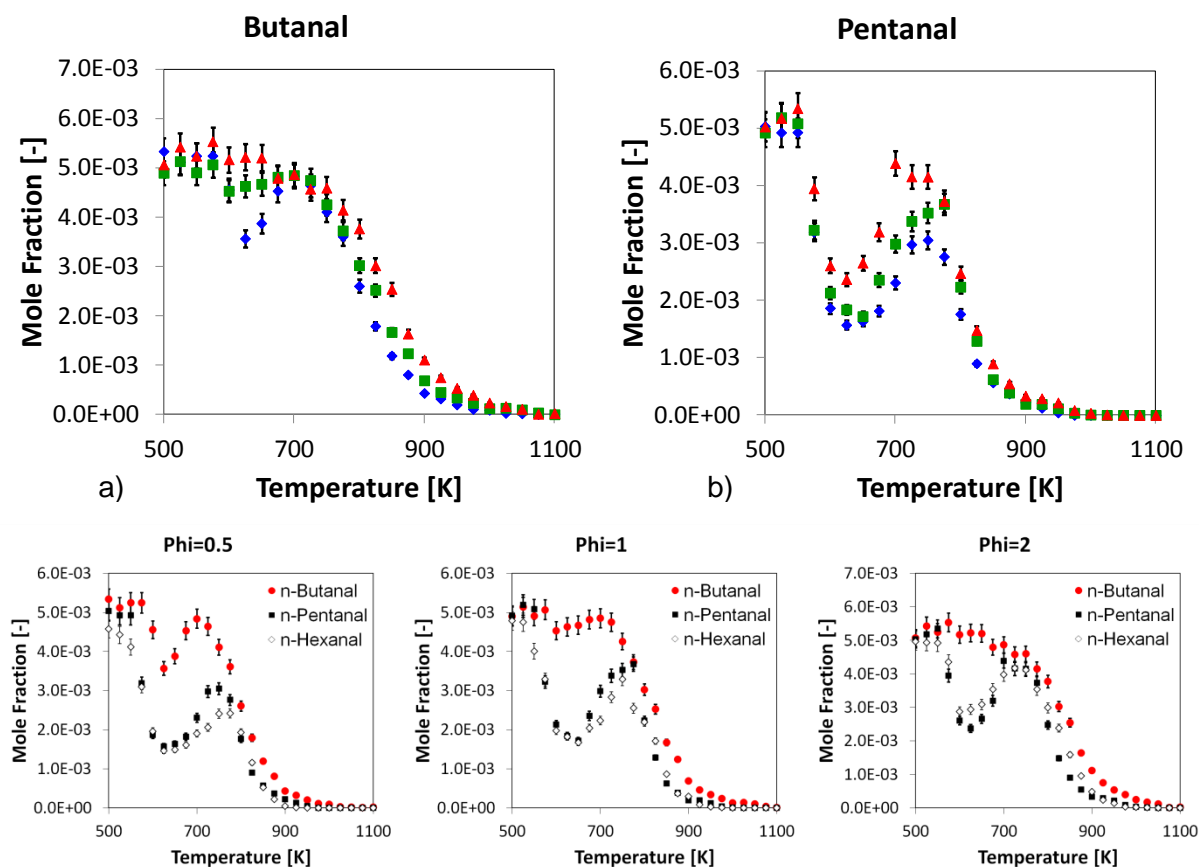 Butanal
7.0E-03
6.0E-03
5.0E-03
4.0E-03
3.0E-03
2.0E-03
1.0E-03
0.0E+00
Mole Fraction [-]
500 700 900 1100
a) Temperature [K]
Pentanal
6.0E-03
5.0E-03
4.0E-03
3.0E-03
2.0E-03
1.0E-03
0.0E+00
Mole Fraction [-]
500 700 900 1100
b) Temperature [K]
Phi=0.5
6.0E-03
5.0E-03
4.0E-03
3.0E-03
2.0E-03
1.0E-03
0.0E+00
Mole Fraction [-]
n-Butanal
n-Pentanal
n-Hexanal
500 700 900 1100
Temperature [K]
Phi=1
6.0E-03
5.0E-03
4.0E-03
3.0E-03
2.0E-03
1.0E-03
0.0E+00
Mole Fraction [-]
n-Butanal
n-Pentanal
n-Hexanal
500 700 900 1100
Temperature [K]
Phi=2
7.0E-03
6.0E-03
5.0E-03
4.0E-03
3.0E-03
2.0E-03
1.0E-03
0.0E+00
Mole Fraction [-]
n-Butanal
n-Pentanal
n-Hexanal
500 700 900 1100
Temperature [K]